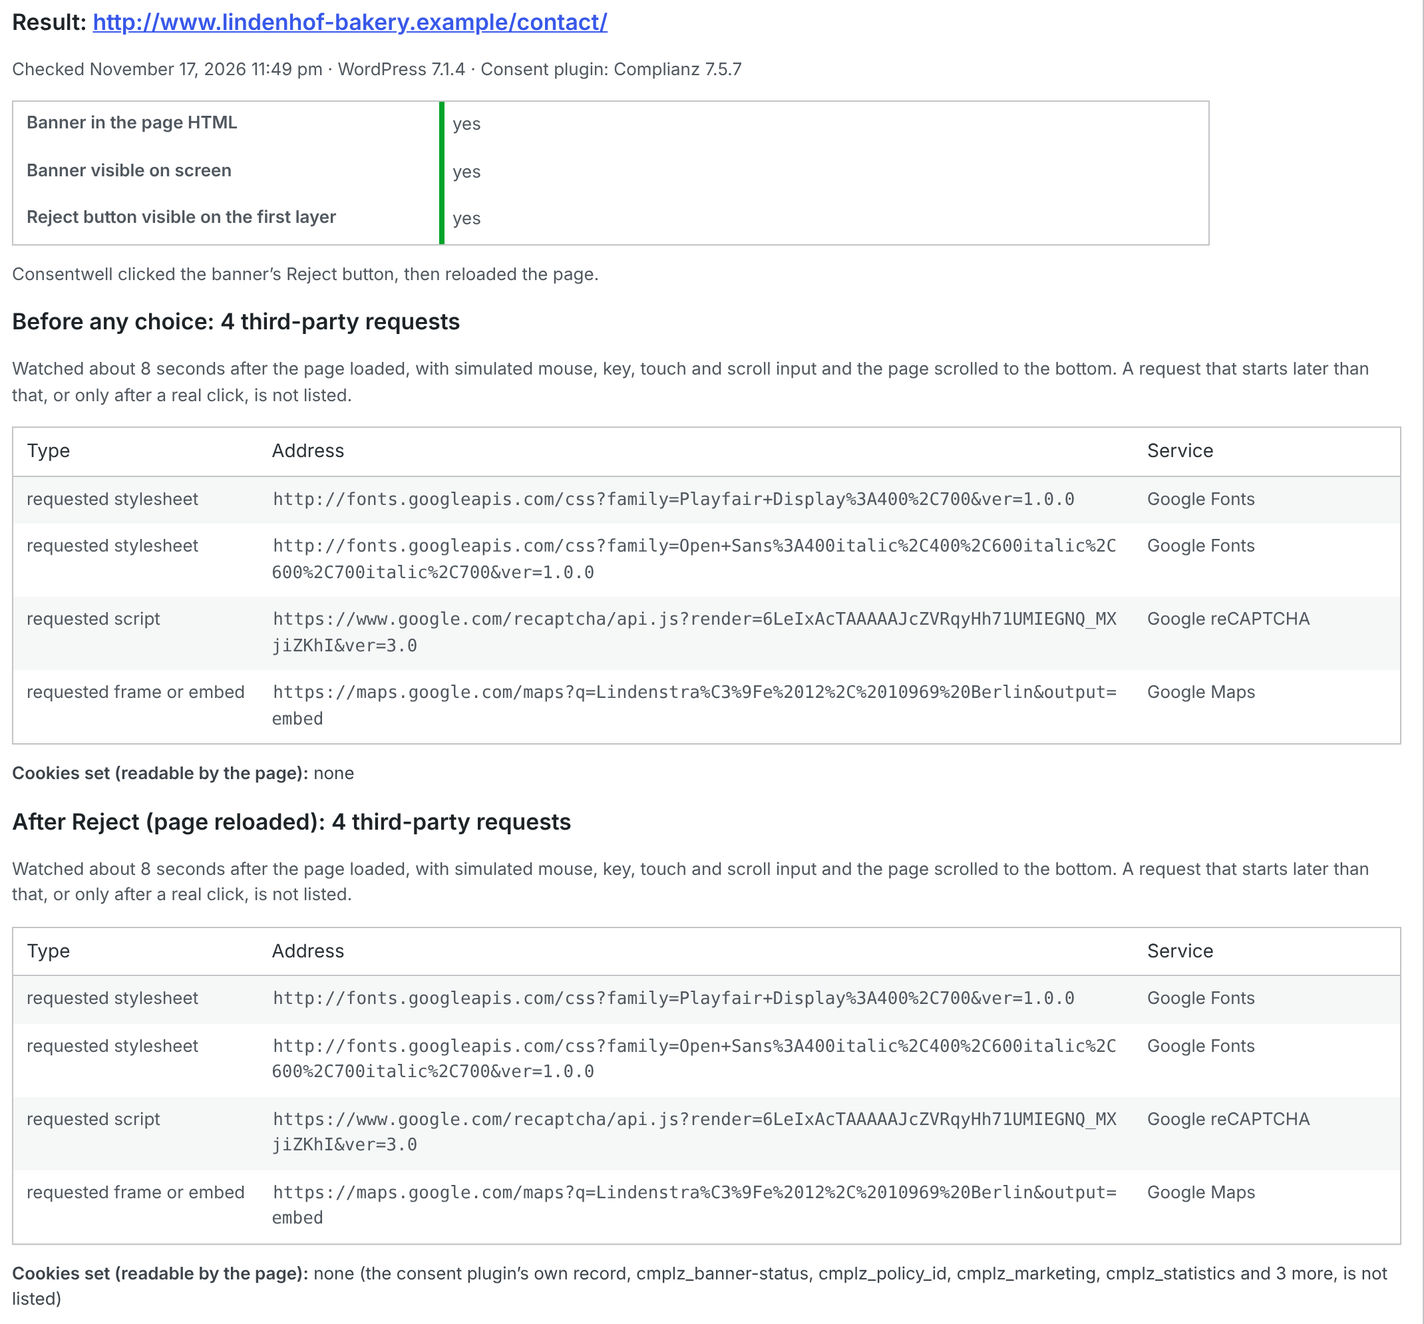 Result: http://www.lindenhof-bakery.example/contact/
Checked November 17, 2026 11:49 pm · WordPress 7.1.4 · Consent plugin: Complianz 7.5.7
Banner in the page HTML yes
Banner visible on screen yes
Reject button visible on the first layer yes
Consentwell clicked the banner’s Reject button, then reloaded the page.
Before any choice: 4 third-party requests
Watched about 8 seconds after the page loaded, with simulated mouse, key, touch and scroll input and the page scrolled to the bottom. A request that starts later than
that, or only after a real click, is not listed.
Type Address Service
requested stylesheet http://fonts.googleapis.com/css?family=Playfair+Display%3A400%2C700&ver=1.0.0 Google Fonts
requested stylesheet http://fonts.googleapis.com/css?family=Open+Sans%3A400italic%2C400%2C600italic%2C Google Fonts
600%2C700italic%2C700&ver=1.0.0
requested script https://www.google.com/recaptcha/api.js?render=6LeIxAcTAAAAAJcZVRqyHh71UMIEGNQ_MX Google reCAPTCHA
jiZKhI&ver=3.0
requested frame or embed https://maps.google.com/maps?q=Lindenstra%C3%9Fe%2012%2C%2010969%20Berlin&output= Google Maps
embed
Cookies set (readable by the page): none
After Reject (page reloaded): 4 third-party requests
Watched about 8 seconds after the page loaded, with simulated mouse, key, touch and scroll input and the page scrolled to the bottom. A request that starts later than
that, or only after a real click, is not listed.
Type Address Service
requested stylesheet http://fonts.googleapis.com/css?family=Playfair+Display%3A400%2C700&ver=1.0.0 Google Fonts
requested stylesheet http://fonts.googleapis.com/css?family=Open+Sans%3A400italic%2C400%2C600italic%2C Google Fonts
600%2C700italic%2C700&ver=1.0.0
requested script https://www.google.com/recaptcha/api.js?render=6LeIxAcTAAAAAJcZVRqyHh71UMIEGNQ_MX Google reCAPTCHA
jiZKhI&ver=3.0
requested frame or embed https://maps.google.com/maps?q=Lindenstra%C3%9Fe%2012%2C%2010969%20Berlin&output= Google Maps
embed
Cookies set (readable by the page): none (the consent plugin’s own record, cmplz_banner-status, cmplz_policy_id, cmplz_marketing, cmplz_statistics and 3 more, is not
listed)